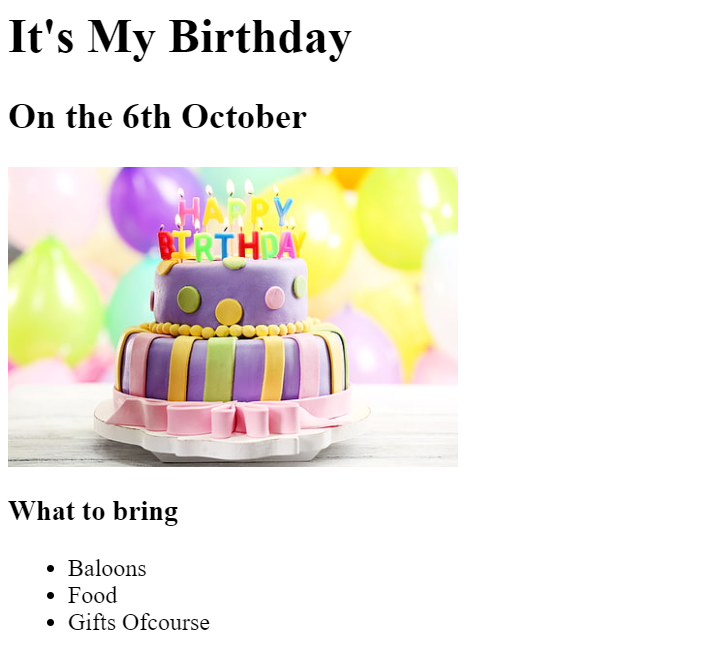 It's My Birthday
On the 6th October
HAPPY
BIRTHDAY
What to bring
Baloons
Food
Gifts Ofcourse